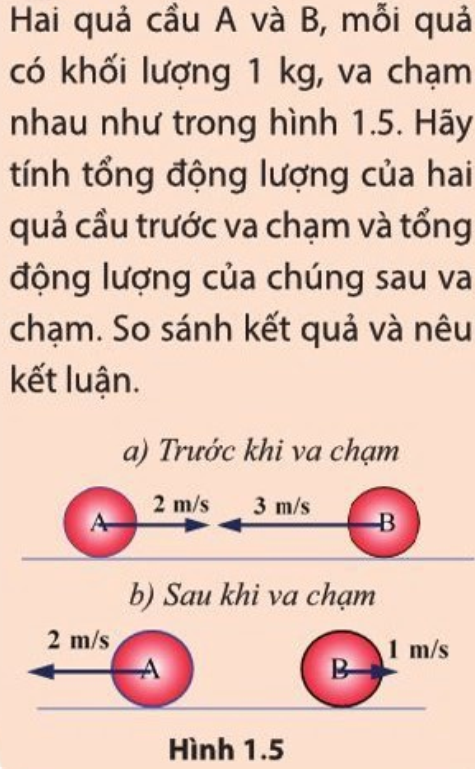 Hai quả cầu A và B, mỗi quả
có khối lượng 1 kg, va chạm
nhau như trong hình 1.5. Hãy
tính tổng động lượng của hai
quả cầu trước va chạm và tổng
động lượng của chúng sau va
chạm. So sánh kết quả và nêu
kết luận.
a) Trước khi va chạm
2 m/s 3 m/s
A B
b) Sau khi va chạm
2 m/s 1 m/s
A B
Hình 1.5